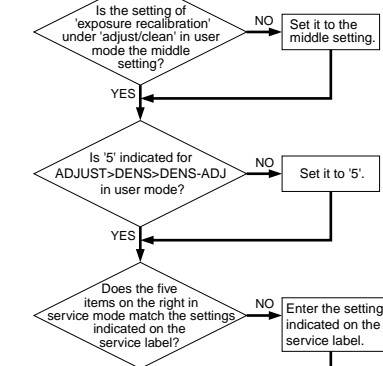 Is the setting of
'exposure recalibration'
under 'adjust/clean' in user
mode the middle
setting?
NO
Set it to the
middle setting.
YES
Is '5' indicated for
ADJUST>DENS>DENS-ADJ
in user mode?
NO
Set it to '5'.
YES
Does the five
items on the right in
service mode match the settings
indicated on the
service label?
NO
Enter the setting
indicated on the
service label.